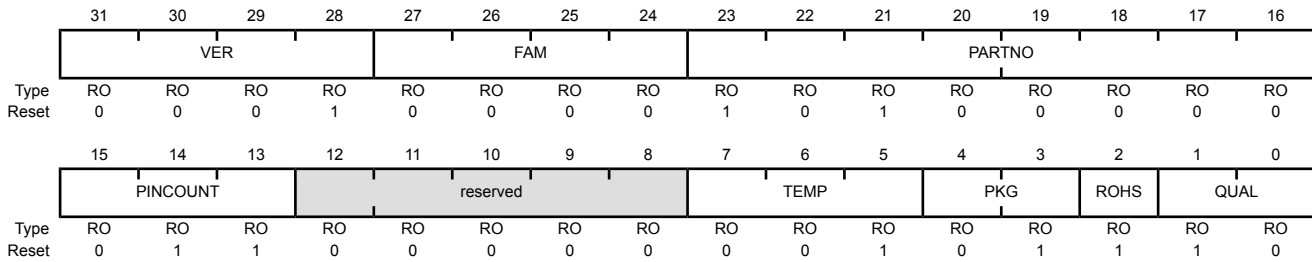 31 30 29 28 27 26 25 24 23 22 21 20 19 18 17 16
VER FAM PARTNO
Type RO RO RO RO RO RO RO RO RO RO RO RO RO RO RO RO
Reset 0 0 0 1 0 0 0 0 1 0 1 0 0 0 0 0
15 14 13 12 11 10 9 8 7 6 5 4 3 2 1 0
PINCOUNT reserved TEMP PKG ROHS QUAL
Type RO RO RO RO RO RO RO RO RO RO RO RO RO RO RO RO
Reset 0 1 1 0 0 0 0 0 0 0 1 0 1 1 1 0